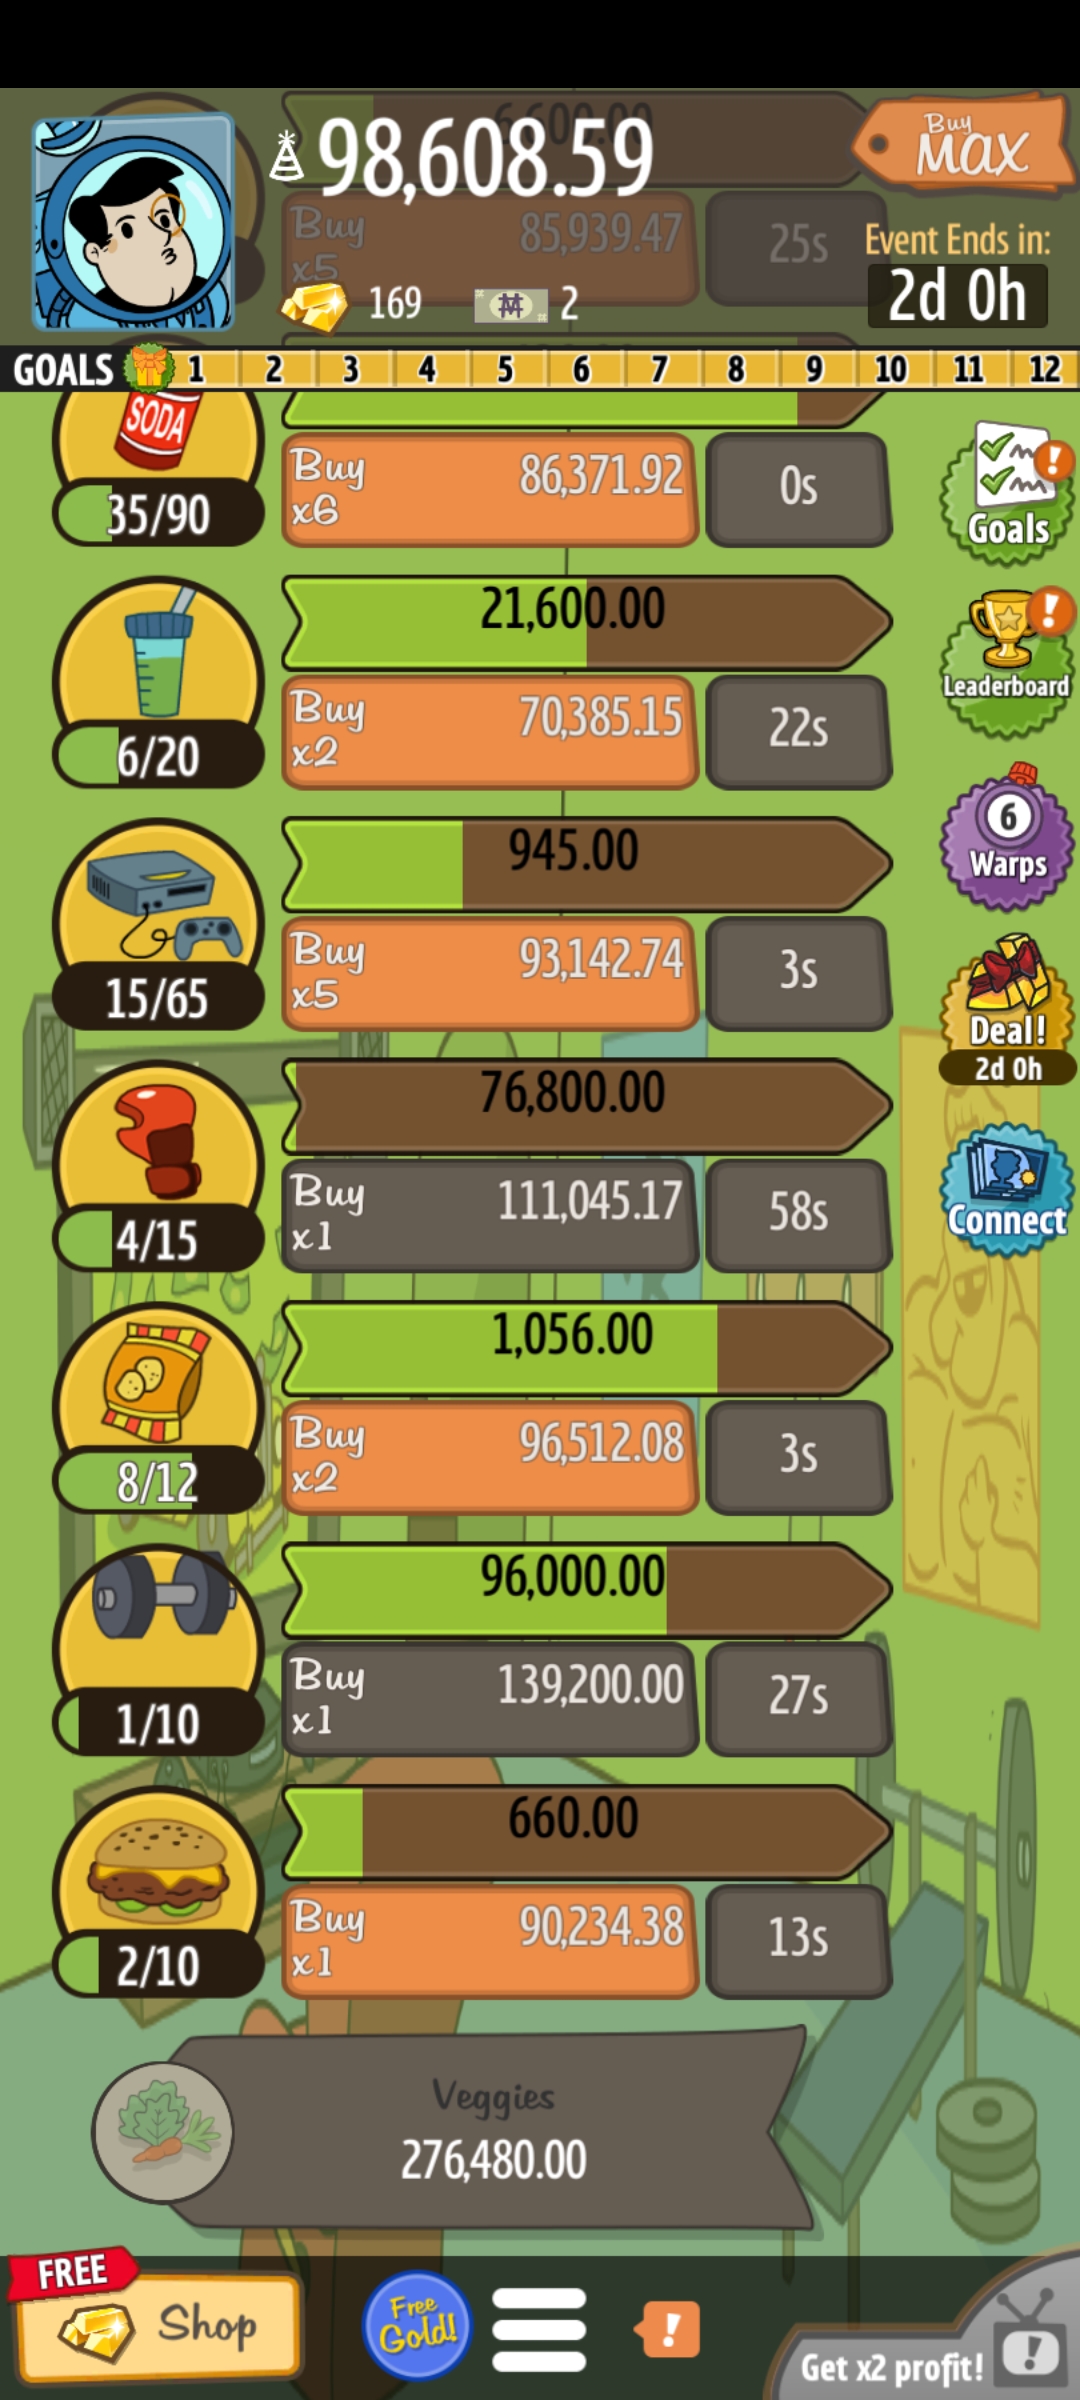 6,600.00
98,608.59
Buy
MAX
Buy
x5
85,939.47
25s
Event Ends in:
2d 0h
169
2
GOALS
1
2
3
4
5
6
7
8
9
10
11
12
SODA
35/90
Buy
x6
86,371.92
0s
Goals
21,600.00
6/20
Buy
x2
70,385.15
22s
Leaderboard
945.00
15/65
Buy
x5
93,142.74
3s
6
Warps
Deal!
2d 0h
76,800.00
4/15
Buy
x1
111,045.17
58s
Connect
1,056.00
8/12
Buy
x2
96,512.08
3s
96,000.00
1/10
Buy
x1
139,200.00
27s
660.00
2/10
Buy
x1
90,234.38
13s
Veggies
276,480.00
FREE
Shop
Free
Gold!
!
Get x2 profit!